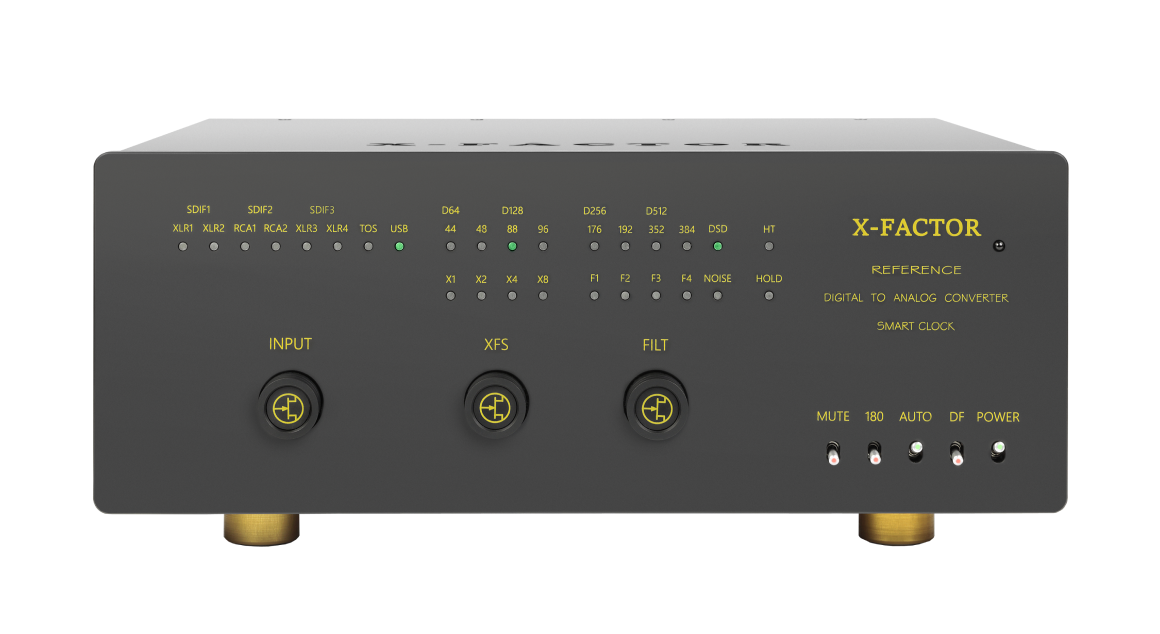 X-FACTOR
SDIF1 SDIF2 SDIF3 D64 D128 D256 D512
XLR1 XLR2 RCA1 RCA2 XLR3 XLR4 TOS USB 44 48 88 96 176 192 352 384 DSD HT
X-FACTOR
REFERENCE
X1 X2 X4 X8 F1 F2 F3 F4 NOISE HOLD
DIGITAL TO ANALOG CONVERTER
SMART CLOCK
INPUT XFS FILT
MUTE 180 AUTO DF POWER